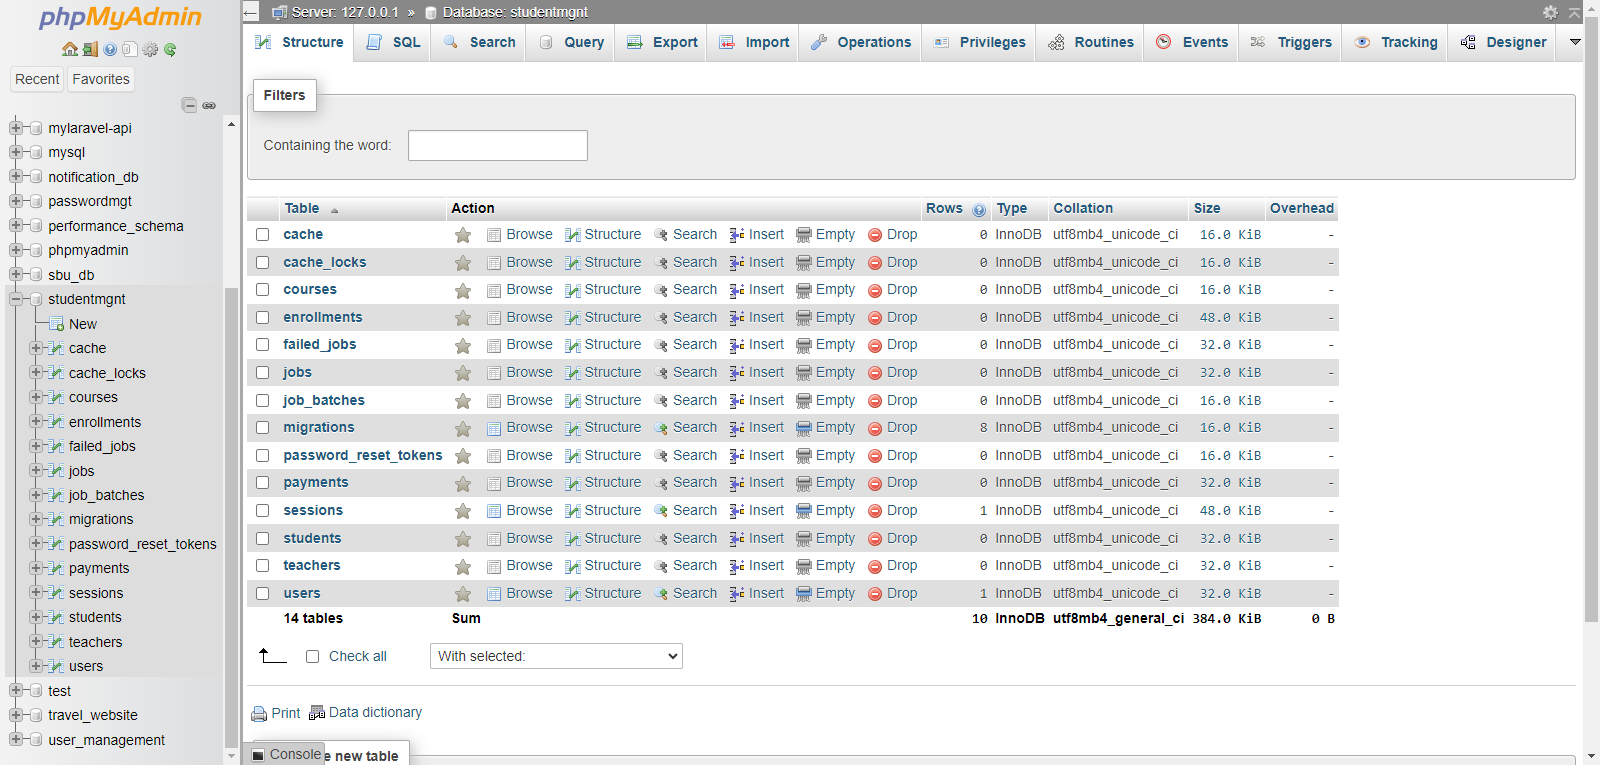 phpMyAdmin
Recent Favorites
mylaravel-api
mysql
notification_db
passwordmgt
performance_schema
phpmyadmin
sbu_db
studentmgnt
New
cache
cache_locks
courses
enrollments
failed_jobs
jobs
job_batches
migrations
password_reset_tokens
payments
sessions
students
teachers
users
test
travel_website
user_management
Server: 127.0.0.1 » Database: studentmgnt
Structure SQL Search Query Export Import Operations Privileges Routines Events Triggers Tracking Designer
Filters
Containing the word:
Table Action Rows Type Collation Size Overhead
cache Browse Structure Search Insert Empty Drop 0 InnoDB utf8mb4_unicode_ci 16.0 KiB -
cache_locks Browse Structure Search Insert Empty Drop 0 InnoDB utf8mb4_unicode_ci 16.0 KiB -
courses Browse Structure Search Insert Empty Drop 0 InnoDB utf8mb4_unicode_ci 16.0 KiB -
enrollments Browse Structure Search Insert Empty Drop 0 InnoDB utf8mb4_unicode_ci 48.0 KiB -
failed_jobs Browse Structure Search Insert Empty Drop 0 InnoDB utf8mb4_unicode_ci 32.0 KiB -
jobs Browse Structure Search Insert Empty Drop 0 InnoDB utf8mb4_unicode_ci 32.0 KiB -
job_batches Browse Structure Search Insert Empty Drop 0 InnoDB utf8mb4_unicode_ci 16.0 KiB -
migrations Browse Structure Search Insert Empty Drop 8 InnoDB utf8mb4_unicode_ci 16.0 KiB -
password_reset_tokens Browse Structure Search Insert Empty Drop 0 InnoDB utf8mb4_unicode_ci 16.0 KiB -
payments Browse Structure Search Insert Empty Drop 0 InnoDB utf8mb4_unicode_ci 32.0 KiB -
sessions Browse Structure Search Insert Empty Drop 1 InnoDB utf8mb4_unicode_ci 48.0 KiB -
students Browse Structure Search Insert Empty Drop 0 InnoDB utf8mb4_unicode_ci 32.0 KiB -
teachers Browse Structure Search Insert Empty Drop 0 InnoDB utf8mb4_unicode_ci 32.0 KiB -
users Browse Structure Search Insert Empty Drop 1 InnoDB utf8mb4_unicode_ci 32.0 KiB -
14 tables Sum 10 InnoDB utf8mb4_general_ci 384.0 KiB 0 B
Check all With selected:
Print Data dictionary
Console e new table